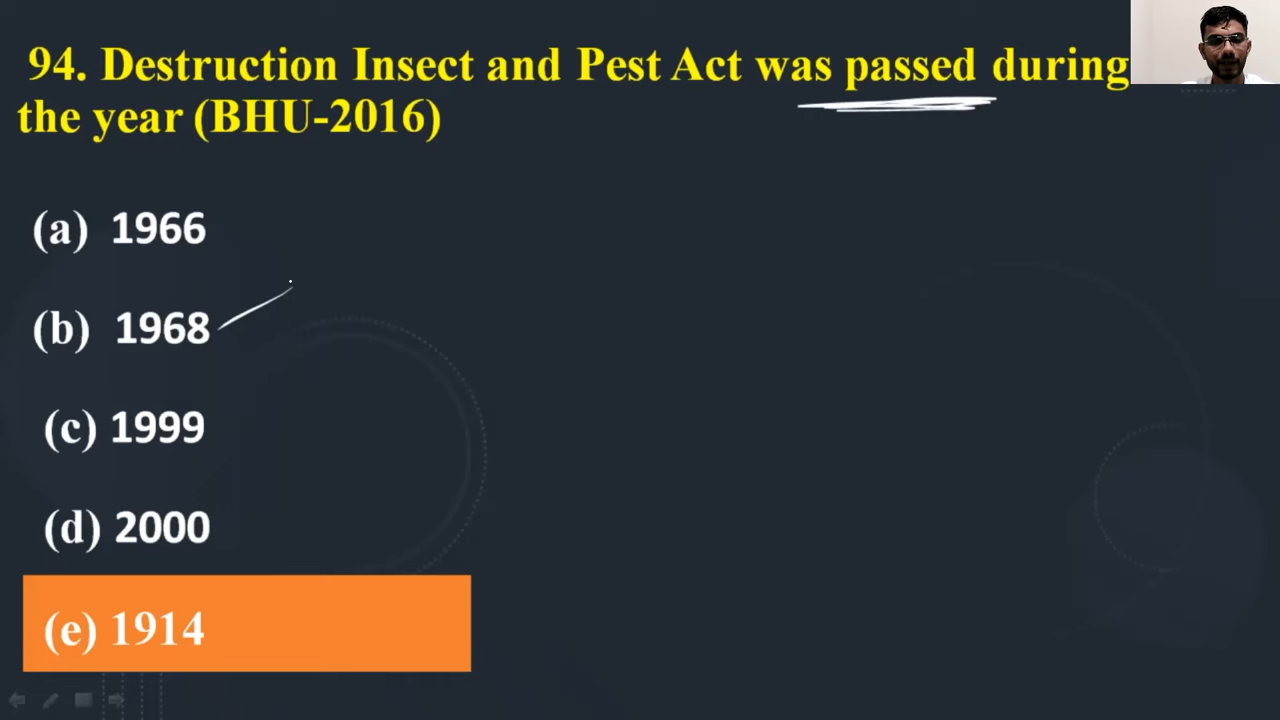 94. Destruction Insect and Pest Act was passed during
the year (BHU-2016)
(a) 1966
(b) 1968
(c) 1999
(d) 2000
(e) 1914